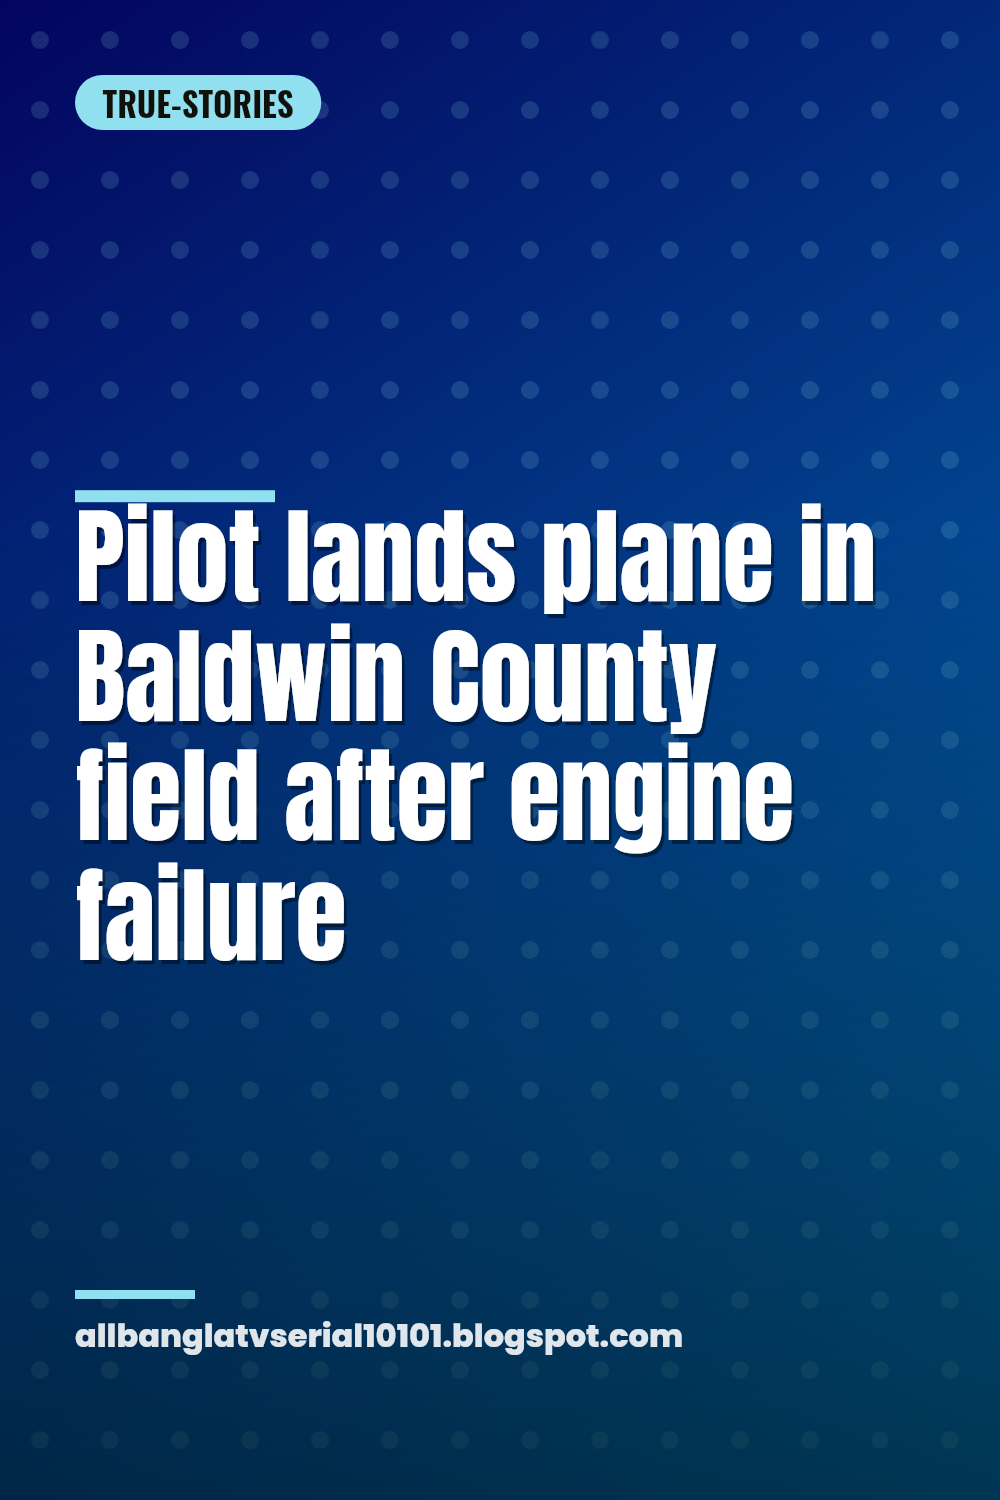 TRUE-STORIES
Pilot lands plane in
Baldwin County
field after engine
failure
allbanglatvserial10101.blogspot.com